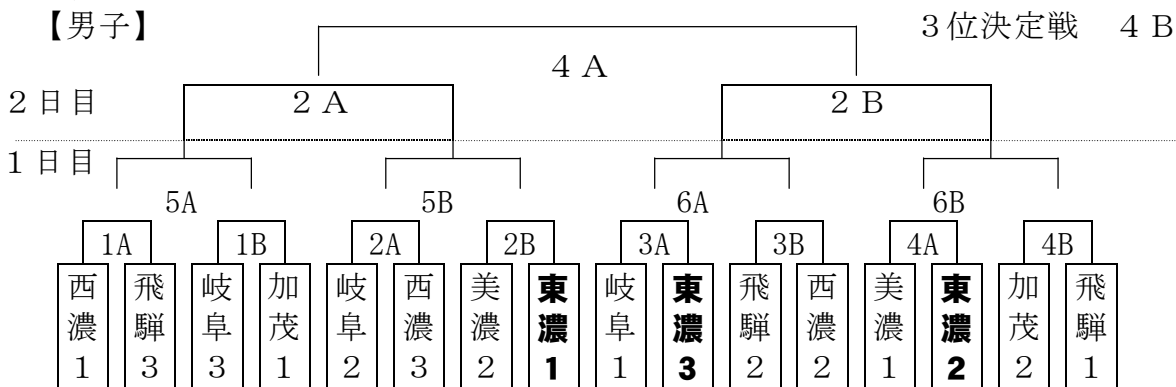 【男子】 3位決定戦 4B
4A
2日目 2A 2B
1日目
5A 5B 6A 6B
1A 1B 2A 2B 3A 3B 4A 4B
西濃1 飛騨3 岐阜3 加茂1 岐阜2 西濃3 美濃2 東濃1 岐阜1 東濃3 飛騨2 西濃2 美濃1 東濃2 加茂2 飛騨1